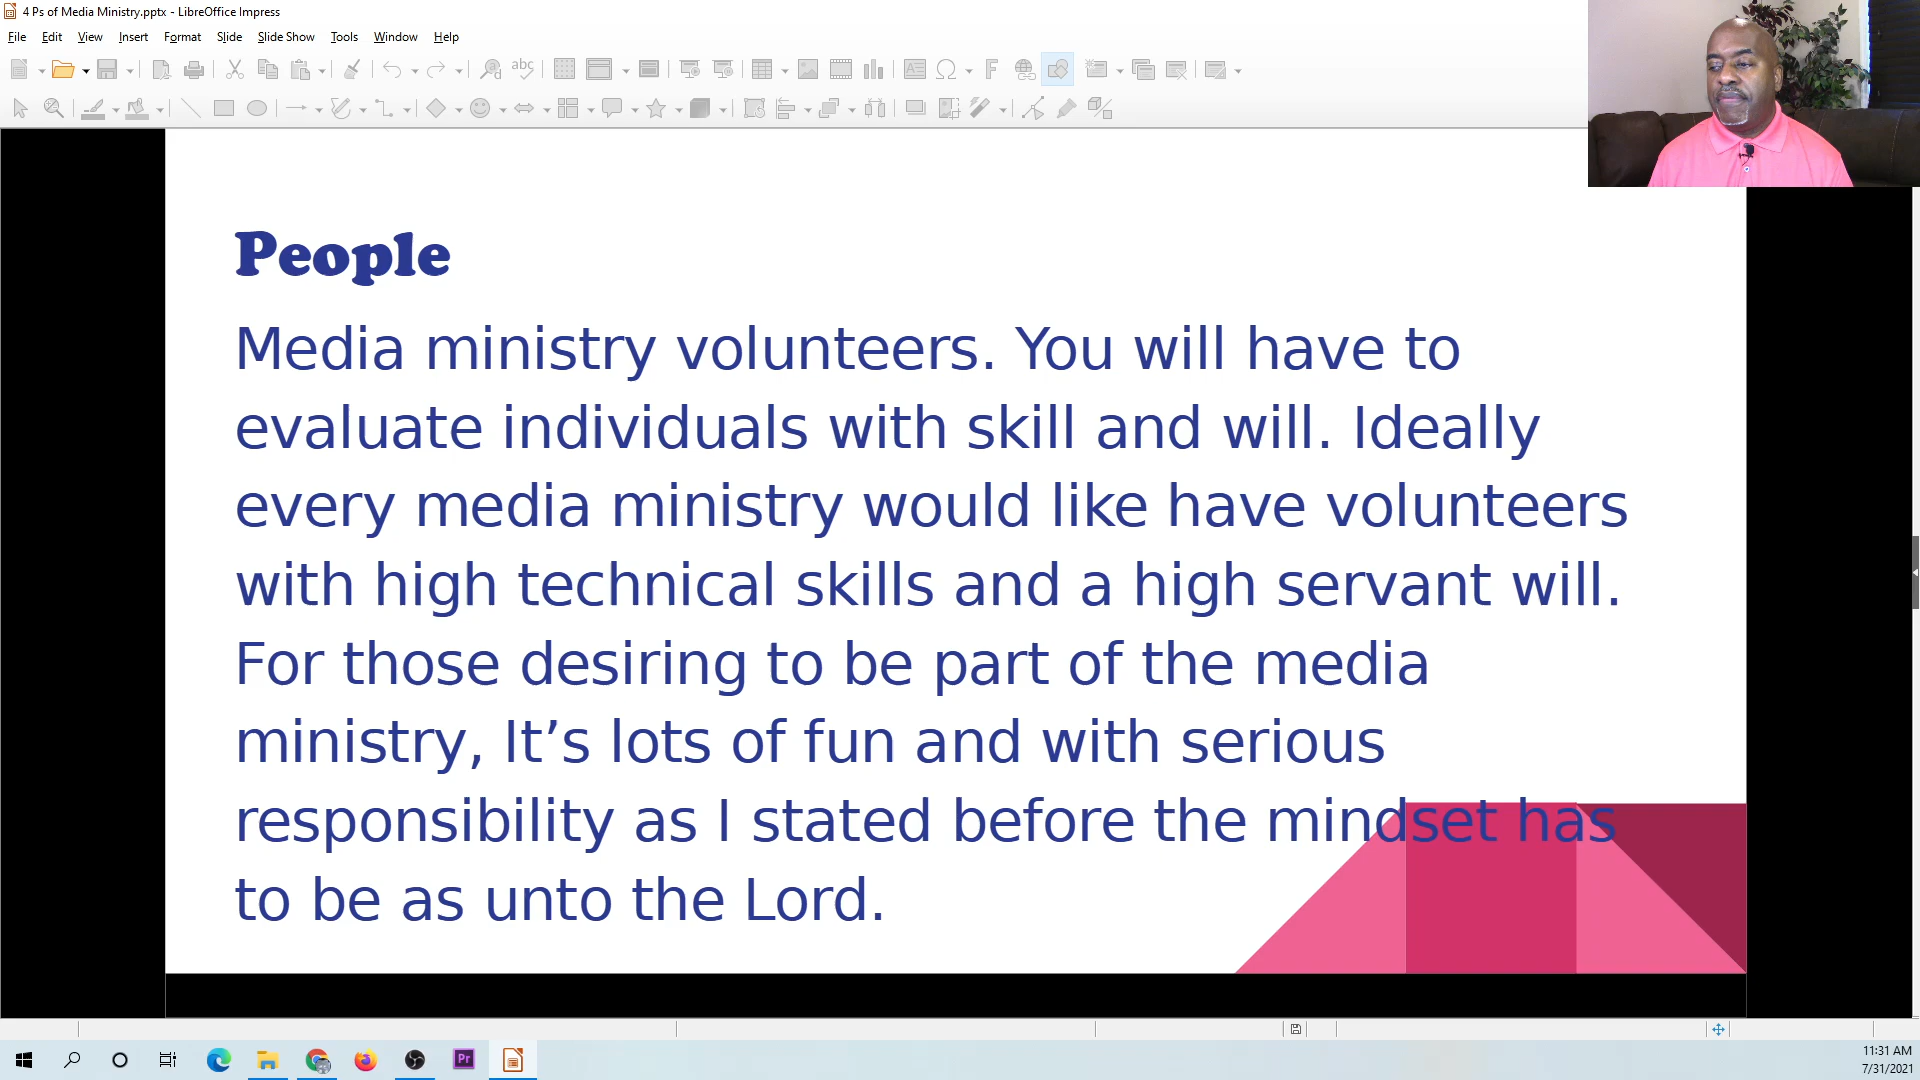 4 Ps of Media Ministry.pptx - LibreOffice Impress
File Edit View Insert Format Slide Slide Show Tools Window Help
People
Media ministry volunteers. You will have to
evaluate individuals with skill and will. Ideally
every media ministry would like have volunteers
with high technical skills and a high servant will.
For those desiring to be part of the media
ministry, It’s lots of fun and with serious
responsibility as I stated before the mindset has
to be as unto the Lord.
Pr
11:31 AM
7/31/2021